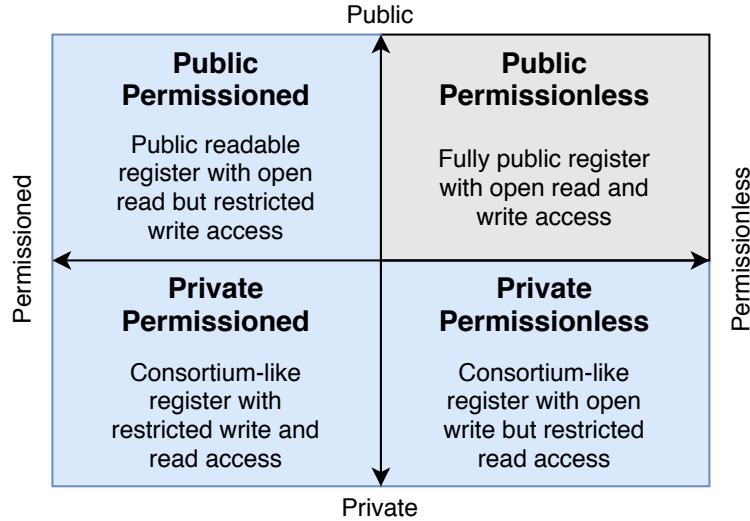 Public
Public
Permissioned
Public readable
register with open
read but restricted
write access
Public
Permissionless
Fully public register
with open read and
write access
Permissioned
Permissionless
Private
Permissioned
Consortium-like
register with
restricted write and
read access
Private
Permissionless
Consortium-like
register with open
write but restricted
read access
Private